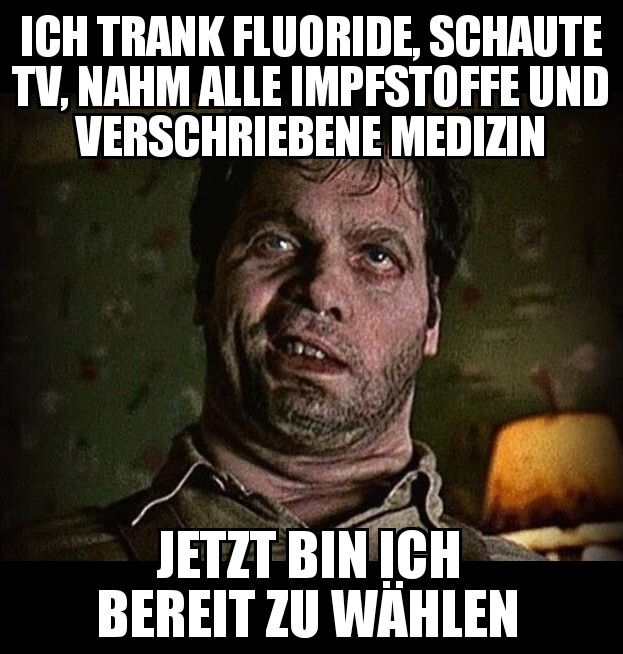 ICH TRANK FLUORIDE, SCHAUTE
TV, NAHM ALLE IMPFSTOFFE UND
VERSCHRIEBENE MEDIZIN
JETZT BIN ICH
BEREIT ZU WÄHLEN